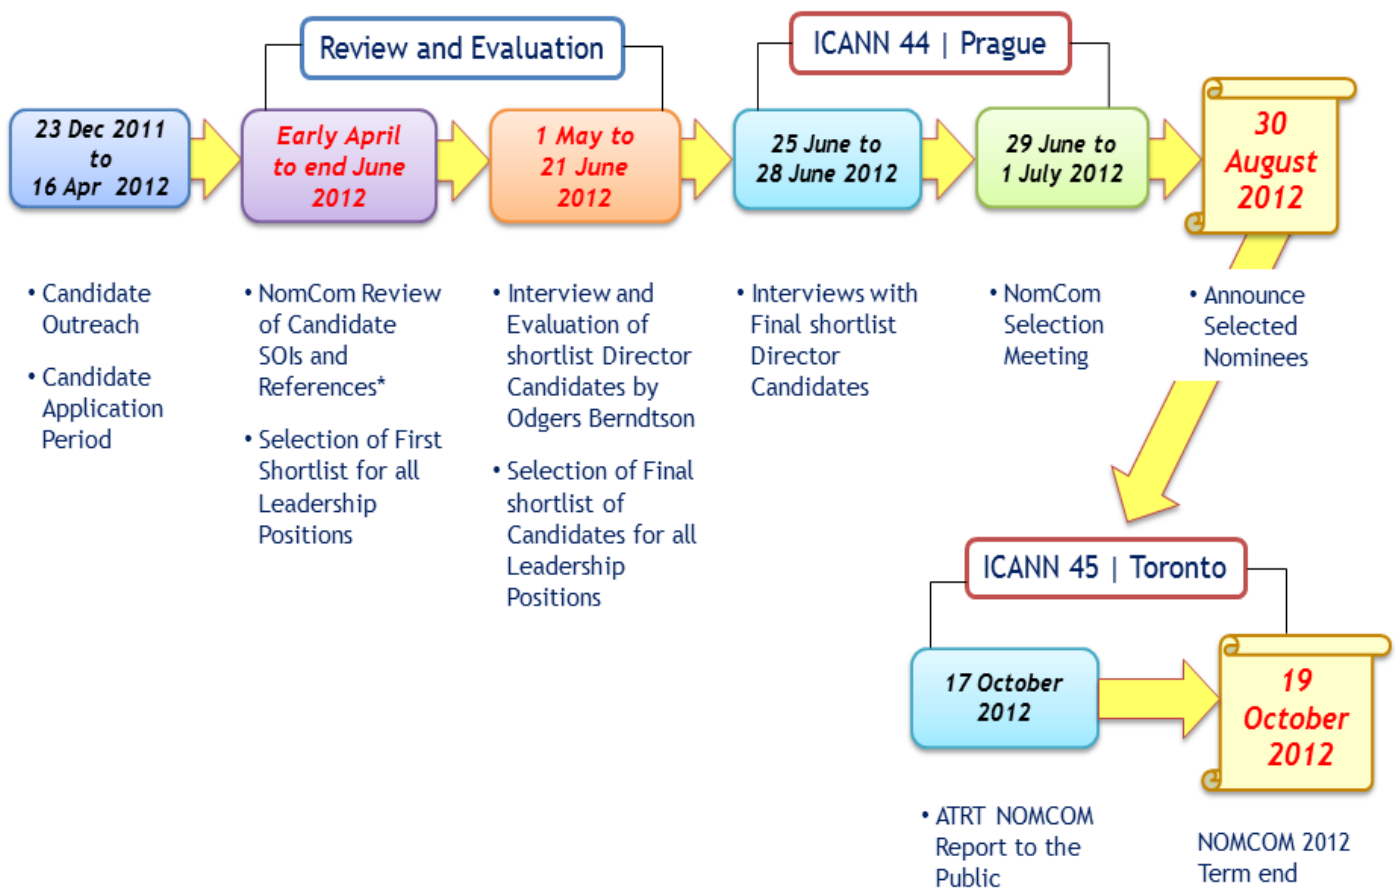 Review and Evaluation
ICANN 44 | Prague
23 Dec 2011
to
16 Apr 2012
Early April
to end June
2012
1 May to
21 June
2012
25 June to
28 June 2012
29 June to
1 July 2012
30
August
2012
• Candidate
Outreach
• Candidate
Application
Period
• NomCom Review
of Candidate
SOIs and
References*
• Selection of First
Shortlist for all
Leadership
Positions
• Interview and
Evaluation of
shortlist Director
Candidates by
Odgers Berndtson
• Selection of Final
shortlist of
Candidates for all
Leadership
Positions
• Interviews with
Final shortlist
Director
Candidates
• NomCom
Selection
Meeting
• Announce
Selected
Nominees
ICANN 45 | Toronto
17 October
2012
19
October
2012
• ATRT NOMCOM
Report to the
Public
NOMCOM 2012
Term end